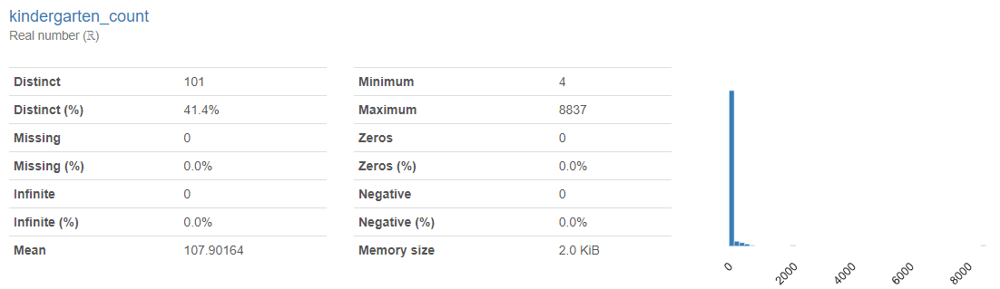 kindergarten_count
Real number (ℝ)
Distinct 101
Distinct (%) 41.4%
Missing 0
Missing (%) 0.0%
Infinite 0
Infinite (%) 0.0%
Mean 107.90164
Minimum 4
Maximum 8837
Zeros 0
Zeros (%) 0.0%
Negative 0
Negative (%) 0.0%
Memory size 2.0 KiB
0
2000
4000
6000
8000